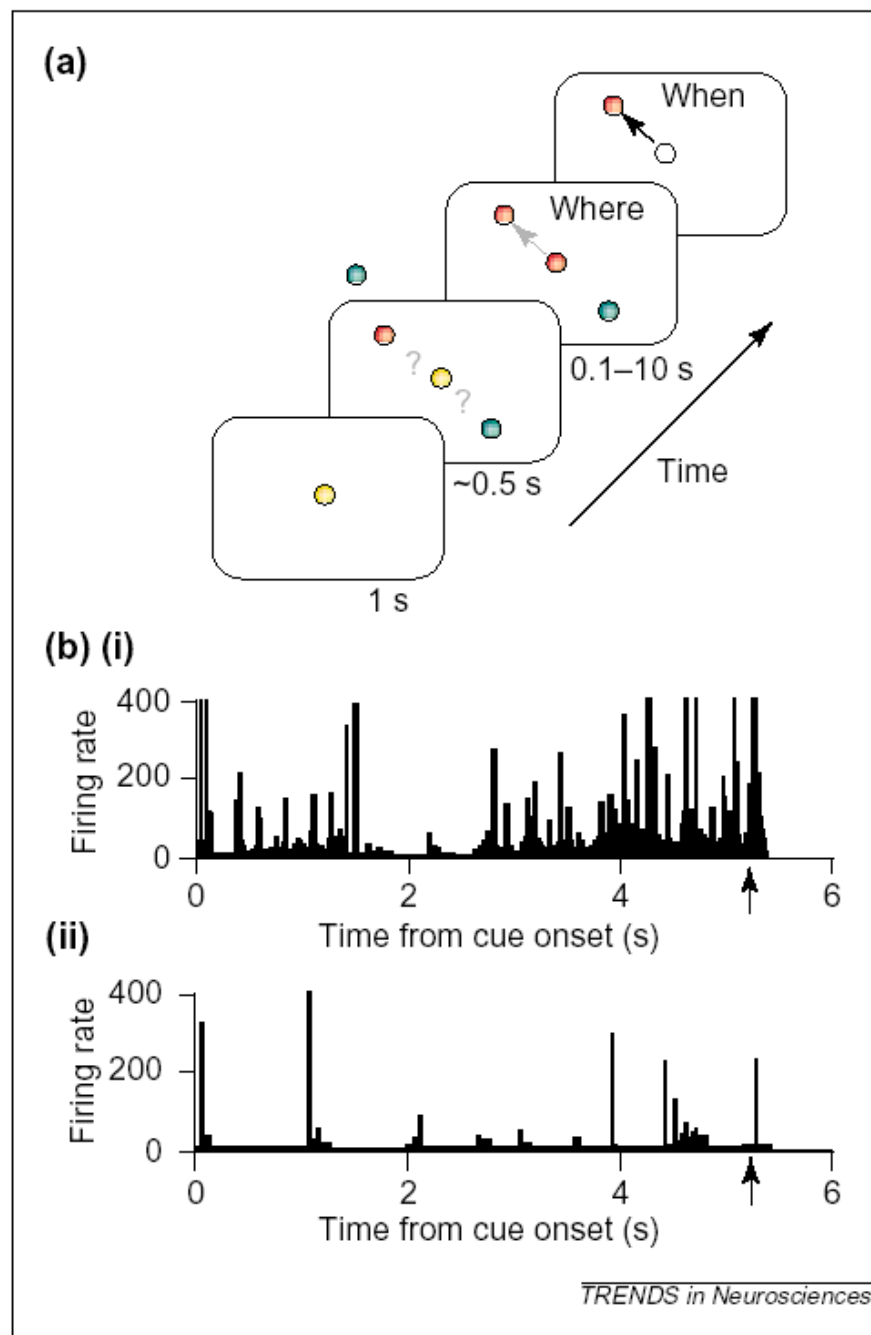 (a)
When
Where
?
?
0.1–10 s
~0.5 s
Time
1 s
(b) (i)
400
200
0
Firing rate
0 2 4 6
Time from cue onset (s)
(ii)
400
200
0
Firing rate
0 2 4 6
Time from cue onset (s)
TRENDS in Neurosciences